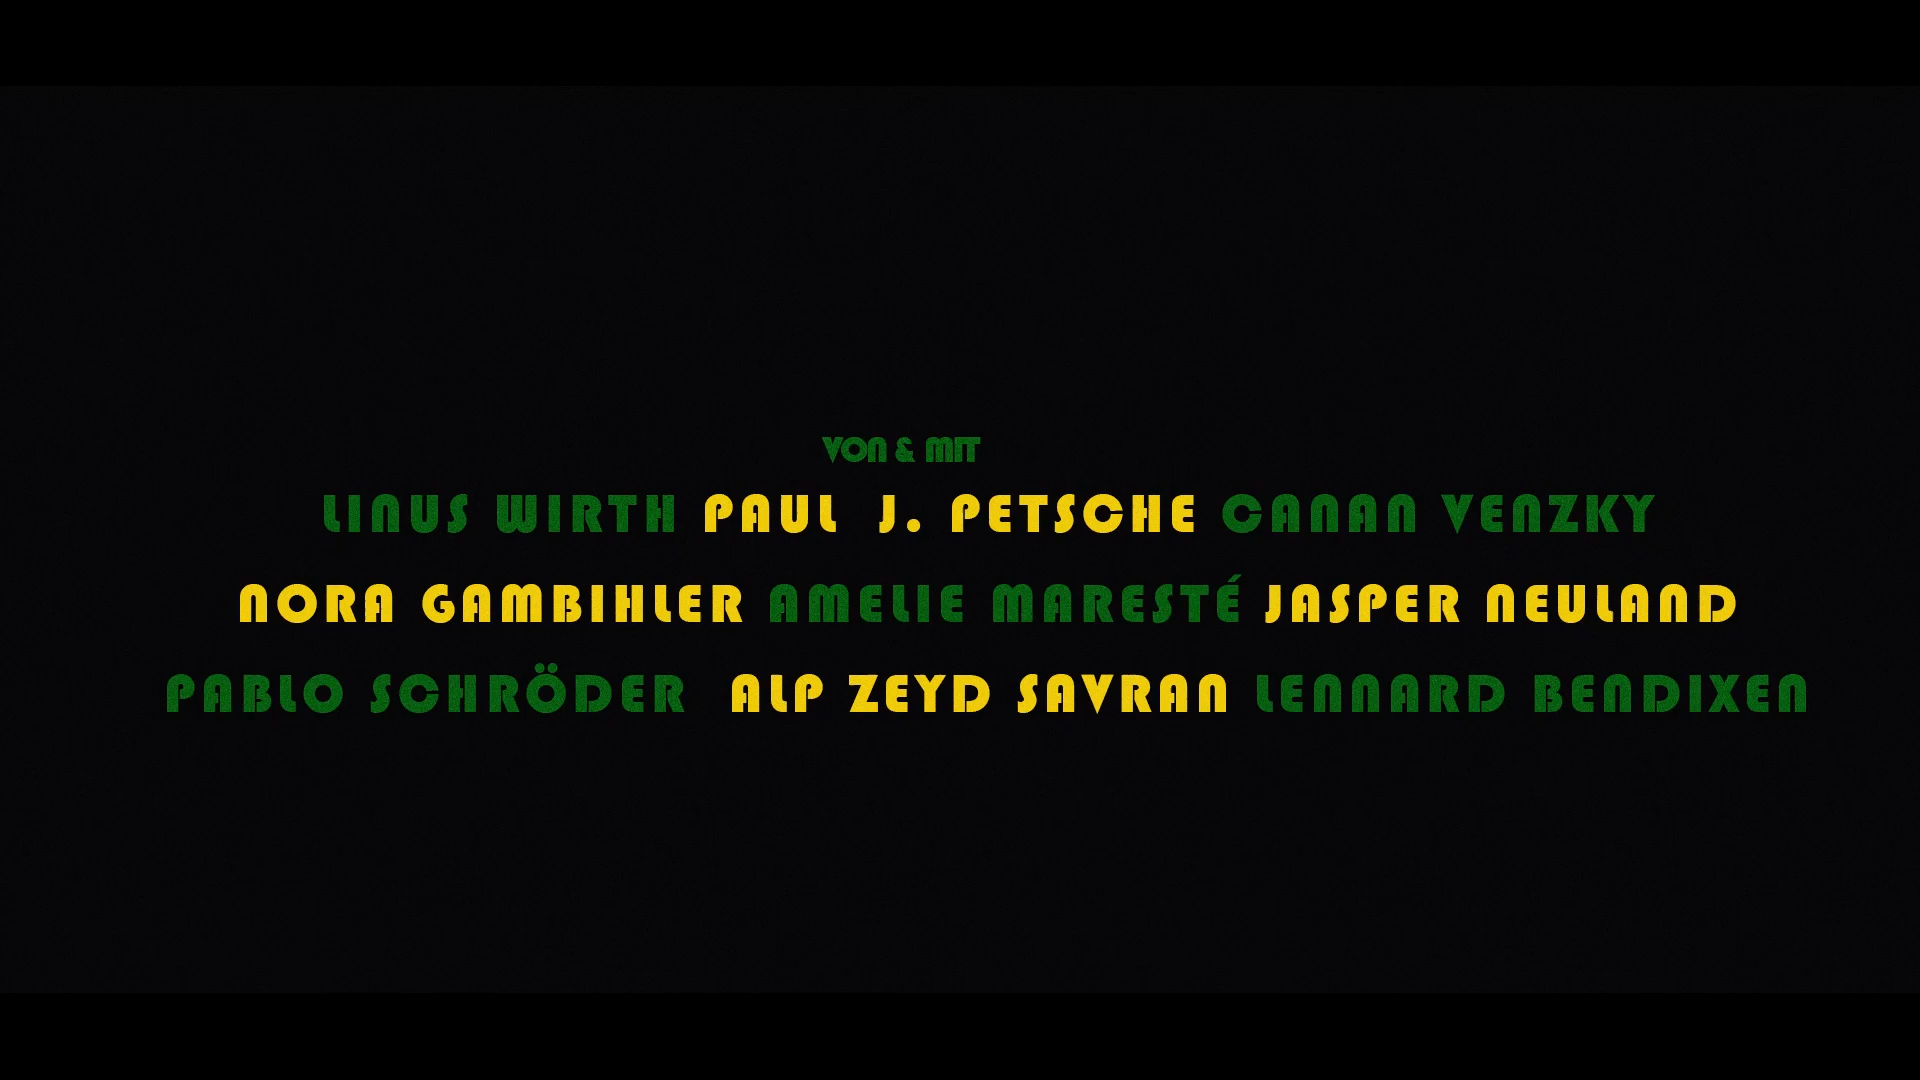 VON & MIT
LINUS WIRTH PAUL J. PETSCHE CANAN VENZKY
NORA GAMBIHLER AMELIE MARESTÉ JASPER NEULAND
PABLO SCHRÖDER ALP ZEYD SAVRAN LENNARD BENDIXEN